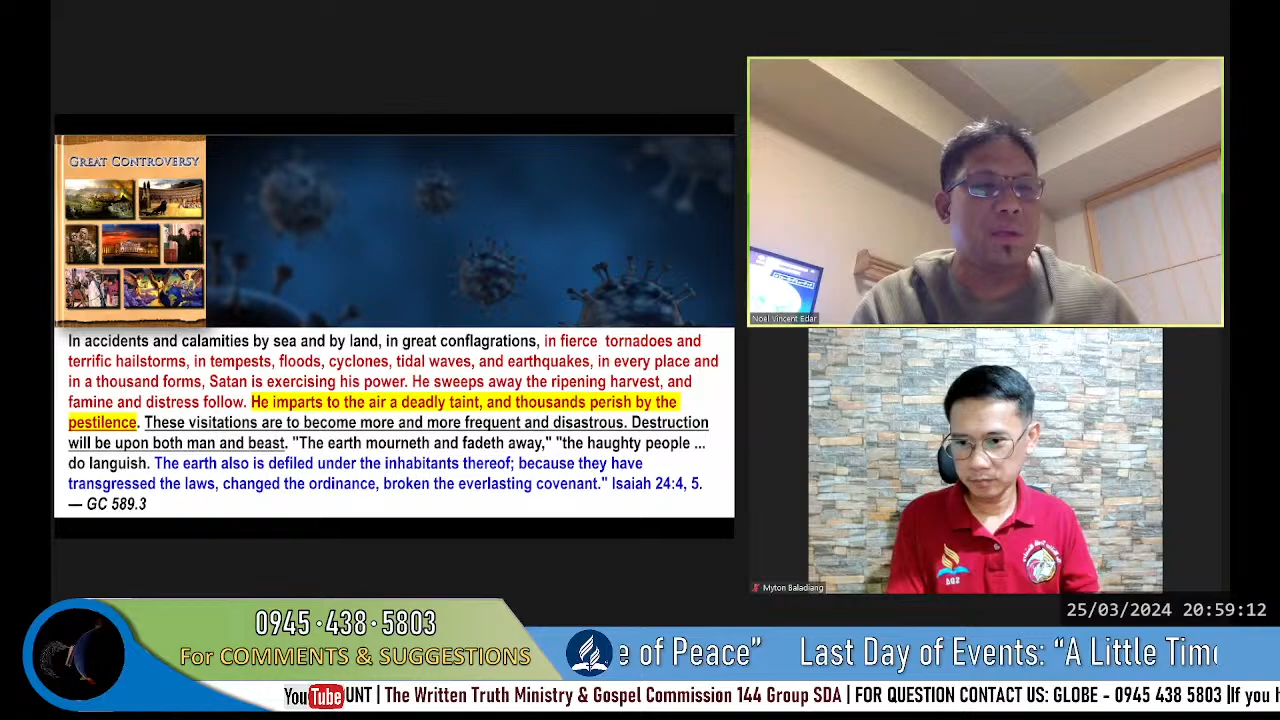 GREAT CONTROVERSY
In accidents and calamities by sea and by land, in great conflagrations, in fierce tornadoes and
terrific hailstorms, in tempests, floods, cyclones, tidal waves, and earthquakes, in every place and
in a thousand forms, Satan is exercising his power. He sweeps away the ripening harvest, and
famine and distress follow. He imparts to the air a deadly taint, and thousands perish by the
pestilence. These visitations are to become more and more frequent and disastrous. Destruction
will be upon both man and beast. "The earth mourneth and fadeth away," "the haughty people ...
do languish. The earth also is defiled under the inhabitants thereof; because they have
transgressed the laws, changed the ordinance, broken the everlasting covenant." Isaiah 24:4, 5.
— GC 589.3
Noel Vincent Edar
Myton Baladiang
25/03/2024 20:59:12
0945·438·5803
For COMMENTS & SUGGESTIONS
e of Peace” Last Day of Events: “A Little Time
YouTube UNT | The Written Truth Ministry & Gospel Commission 144 Group SDA | FOR QUESTION CONTACT US: GLOBE - 0945 438 5803 |If you